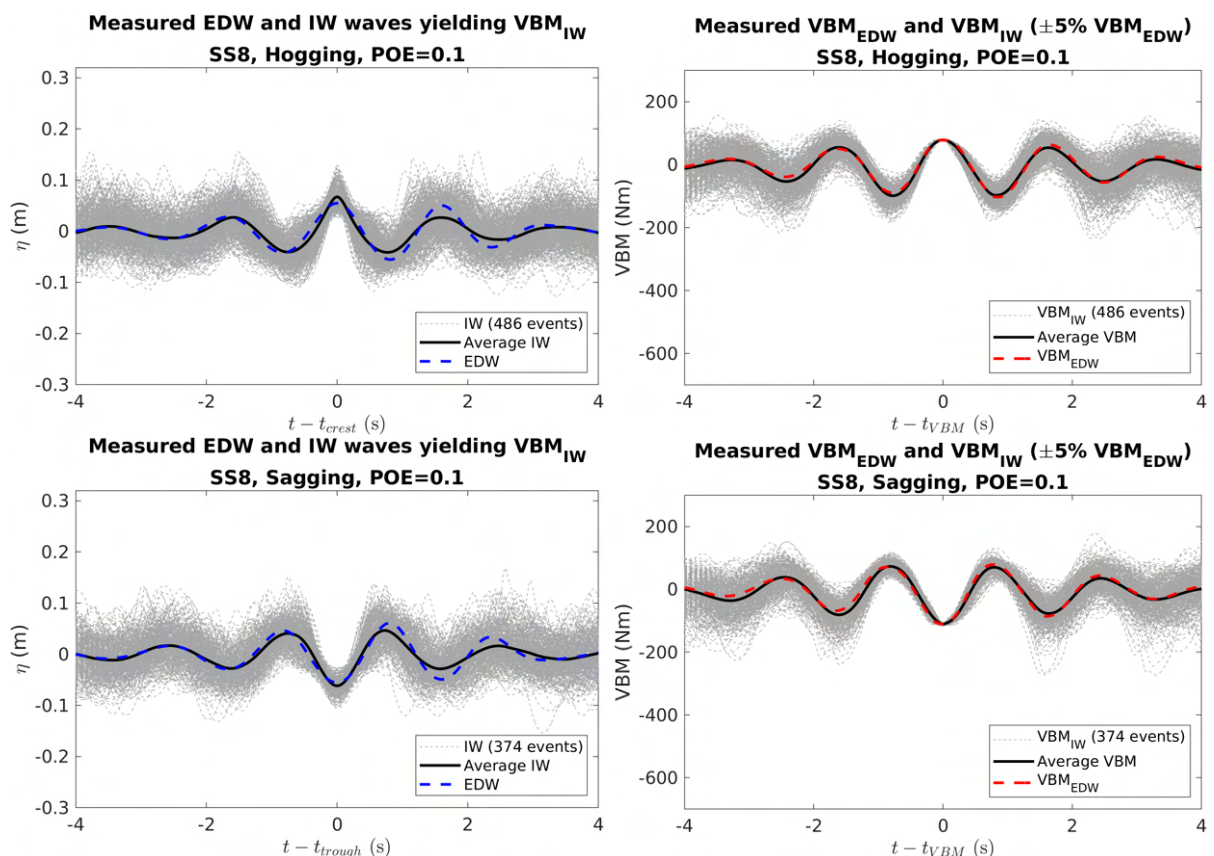 Measured EDW and IW waves yielding VBM_IW
SS8, Hogging, POE=0.1
0.3
0.2
0.1
0
-0.1
-0.2
-0.3
η (m)
IW (486 events)
Average IW
EDW
-4
-2
0
2
4
t − t_crest (s)
Measured VBM_EDW and VBM_IW (±5% VBM_EDW)
SS8, Hogging, POE=0.1
200
0
-200
-400
-600
VBM (Nm)
VBM_IW (486 events)
Average VBM
VBM_EDW
-4
-2
0
2
4
t − t_VBM (s)
Measured EDW and IW waves yielding VBM_IW
SS8, Sagging, POE=0.1
0.3
0.2
0.1
0
-0.1
-0.2
-0.3
η (m)
IW (374 events)
Average IW
EDW
-4
-2
0
2
4
t − t_trough (s)
Measured VBM_EDW and VBM_IW (±5% VBM_EDW)
SS8, Sagging, POE=0.1
200
0
-200
-400
-600
VBM (Nm)
VBM_IW (374 events)
Average VBM
VBM_EDW
-4
-2
0
2
4
t − t_VBM (s)